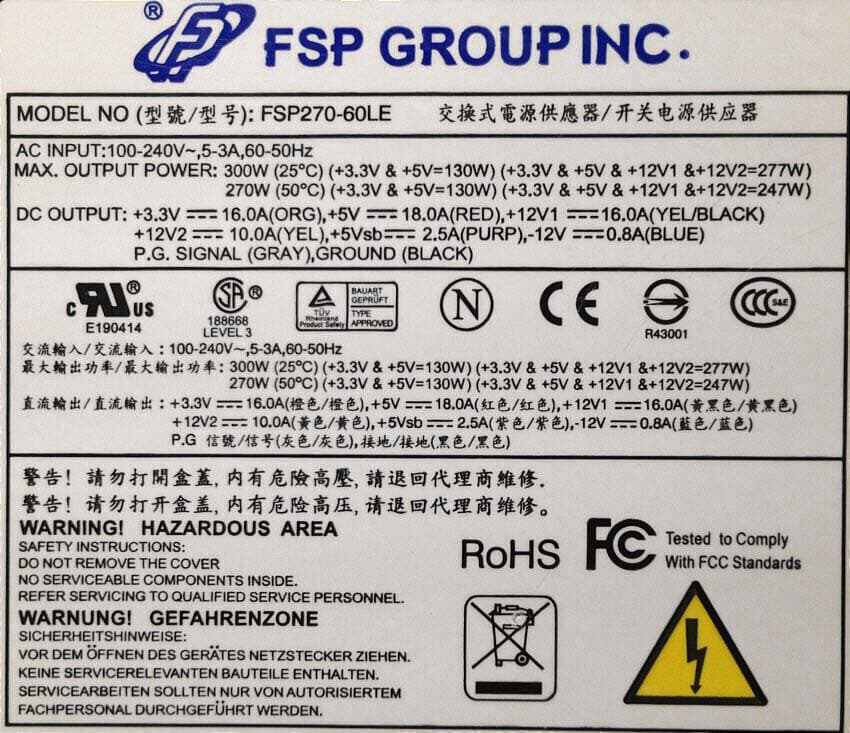 ® FSP GROUP INC.
MODEL NO (型號/型号): FSP270-60LE 交換式電源供應器/开关电源供应器
AC INPUT:100-240V~,5-3A,60-50Hz
MAX. OUTPUT POWER: 300W (25°C) (+3.3V & +5V=130W) (+3.3V & +5V & +12V1 &+12V2=277W)
270W (50°C) (+3.3V & +5V=130W) (+3.3V & +5V & +12V1 &+12V2=247W)
DC OUTPUT: +3.3V ⎓ 16.0A(ORG),+5V ⎓ 18.0A(RED),+12V1 ⎓16.0A(YEL/BLACK)
+12V2 ⎓ 10.0A(YEL),+5Vsb⎓ 2.5A(PURP),-12V ⎓0.8A(BLUE)
P.G. SIGNAL (GRAY),GROUND (BLACK)
c RU ® US
E190414
SA ®
188668
LEVEL 3
TÜV
Rheinland
Product Safety
BAUART
GEPRÜFT
TYPE
APPROVED
N
CE
R43001
CCC S&E
交流輸入/交流輸入 : 100-240V~,5-3A,60-50Hz
最大輸出功率/最大輸出功率: 300W (25°C) (+3.3V & +5V=130W) (+3.3V & +5V & +12V1 &+12V2=277W)
270W (50°C) (+3.3V & +5V=130W) (+3.3V & +5V & +12V1 &+12V2=247W)
直流輸出/直流輸出 : +3.3V ⎓ 16.0A(橙色/橙色),+5V ⎓ 18.0A(紅色/红色),+12V1 ⎓16.0A(黃黑色/黄黑色)
+12V2 ⎓ 10.0A(黃色/黄色),+5Vsb⎓ 2.5A(紫色/紫色),-12V ⎓0.8A(藍色/蓝色)
P.G 信號/信号(灰色/灰色),接地/接地(黑色/黑色)
警告! 請勿打開盒蓋, 內有危險高壓, 請退回代理商維修.
警告! 请勿打开盒盖, 内有危险高压, 请退回代理商维修。
WARNING! HAZARDOUS AREA
SAFETY INSTRUCTIONS:
DO NOT REMOVE THE COVER
NO SERVICEABLE COMPONENTS INSIDE.
REFER SERVICING TO QUALIFIED SERVICE PERSONNEL.
RoHS
FCC Tested to Comply
With FCC Standards
WARNUNG! GEFAHRENZONE
SICHERHEITSHINWEISE:
VOR DEM ÖFFNEN DES GERÄTES NETZSTECKER ZIEHEN.
KEINE SERVICERELEVANTEN BAUTEILE ENTHALTEN.
SERVICEARBEITEN SOLLTEN NUR VON AUTORISIERTEM
FACHPERSONAL DURCHGEFÜHRT WERDEN.